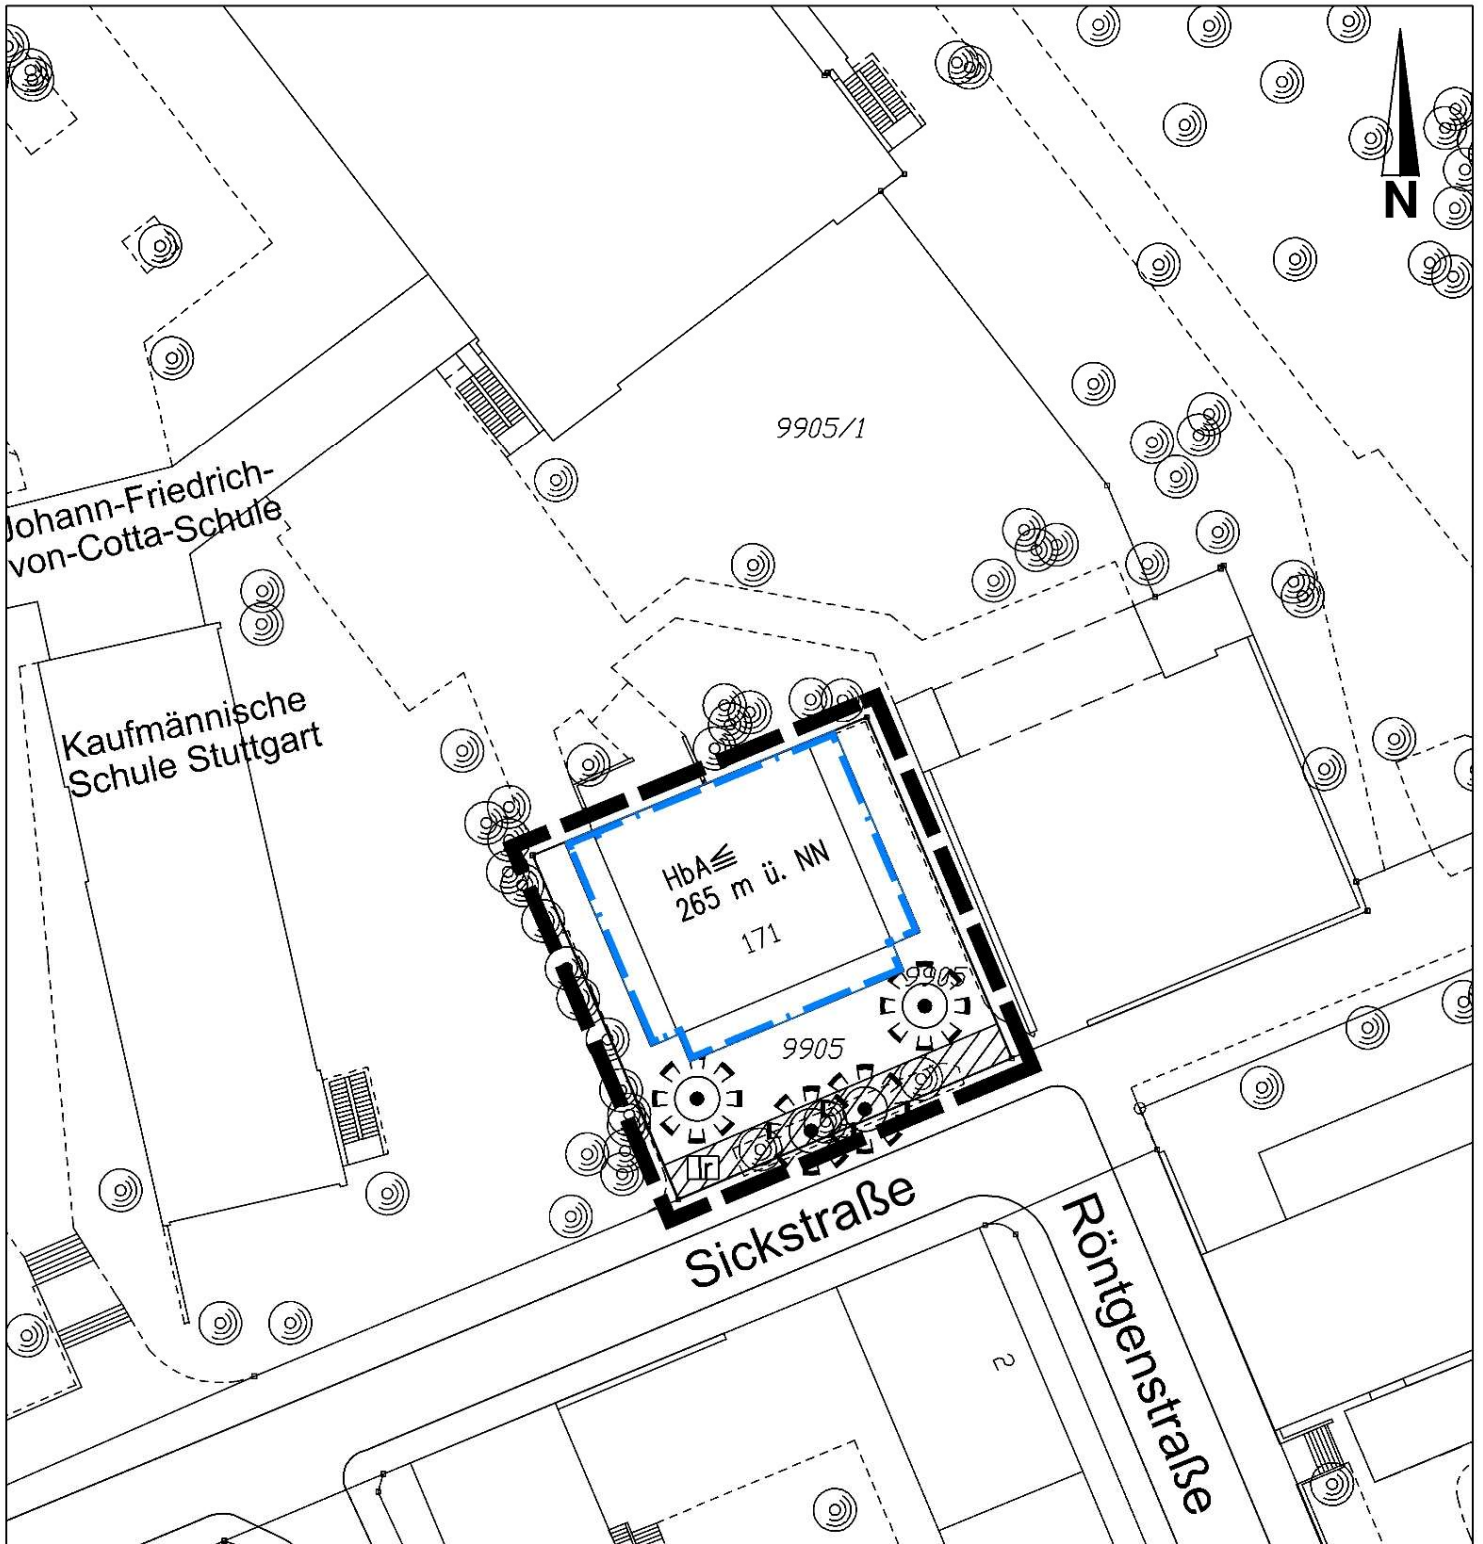 N
9905/1
Johann-Friedrich-
von-Cotta-Schule
Kaufmännische
Schule Stuttgart
HbA≤
265 m ü. NN
171
9905
9905
lr
Sickstraße
Röntgenstraße
2